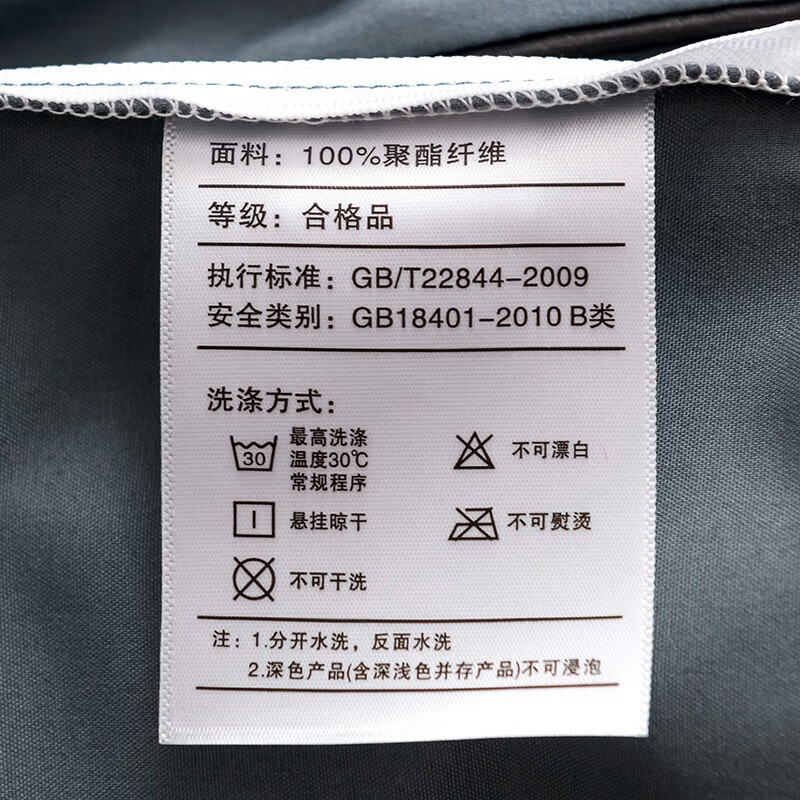 面料：100%聚酯纤维
等级：合格品
执行标准：GB/T22844-2009
安全类别：GB18401-2010 B类
洗涤方式：
30 最高洗涤
温度30℃
常规程序
不可漂白
悬挂晾干
不可熨烫
不可干洗
注：1.分开水洗，反面水洗
2.深色产品(含深浅色并存产品)不可浸泡